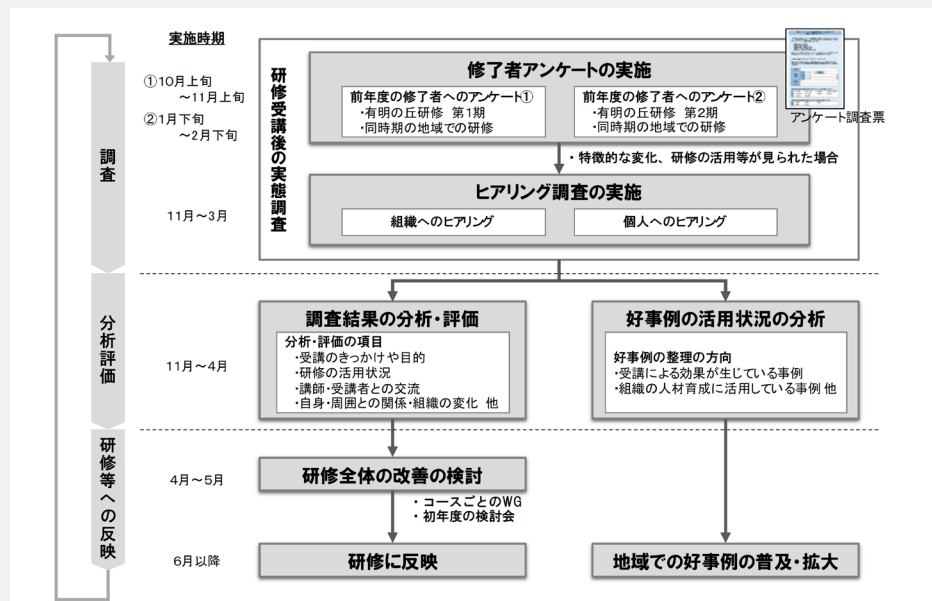 実施時期
調査
①10月上旬
～11月上旬
②1月下旬
～2月下旬
11月～3月
研修受講後の実態調査
修了者アンケートの実施
前年度の修了者へのアンケート①
・有明の丘研修 第1期
・同時期の地域での研修
前年度の修了者へのアンケート②
・有明の丘研修 第2期
・同時期の地域での研修
アンケート調査票
・特徴的な変化、研修の活用等が見られた場合
ヒアリング調査の実施
組織へのヒアリング
個人へのヒアリング
分析評価
11月～4月
調査結果の分析・評価
分析・評価の項目
・受講のきっかけや目的
・研修の活用状況
・講師・受講者との交流
・自身・周囲との関係・組織の変化 他
好事例の活用状況の分析
好事例の整理の方向
・受講による効果が生じている事例
・組織の人材育成に活用している事例 他
研修等への反映
4月～5月
研修全体の改善の検討
・コースごとのWG
・初年度の検討会
6月以降
研修に反映
地域での好事例の普及・拡大